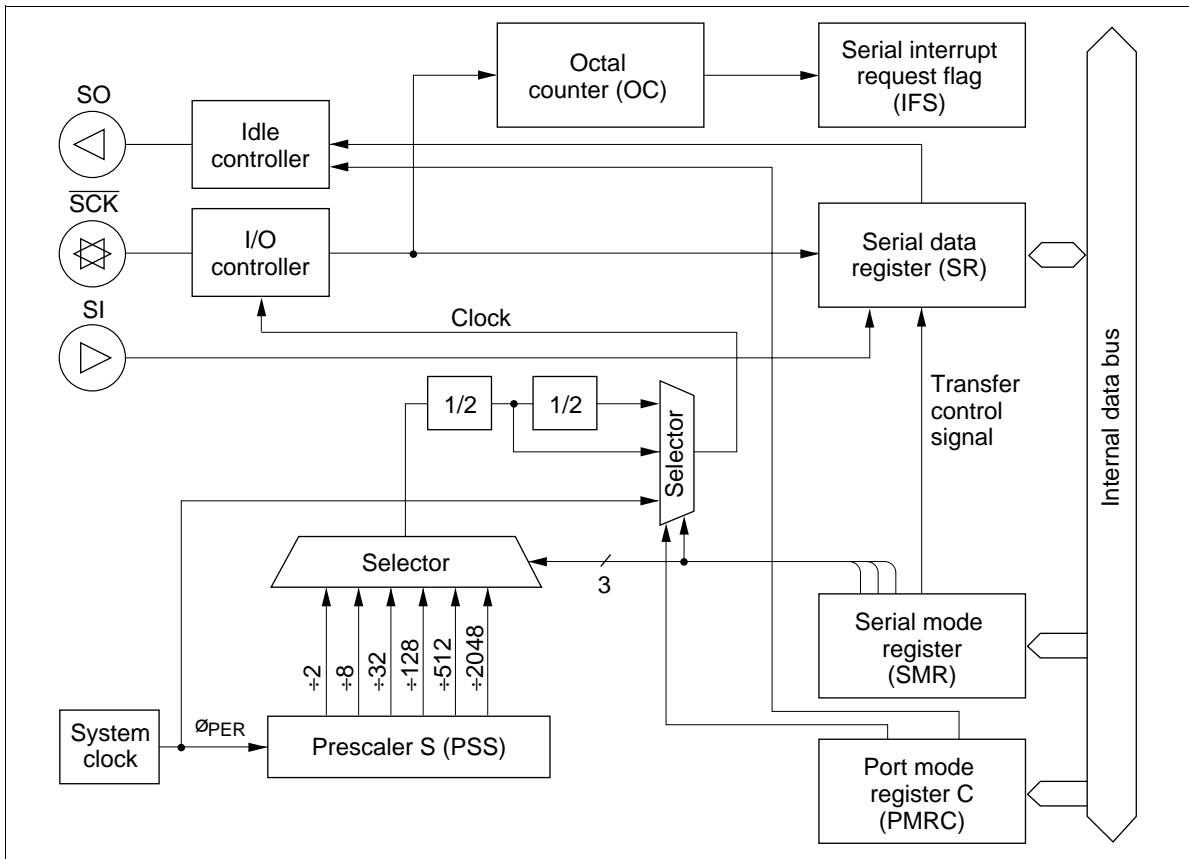 SO
SCK
SI
Idle
controller
I/O
controller
Octal
counter (OC)
Serial interrupt
request flag
(IFS)
Serial data
register (SR)
Clock
Transfer
control
signal
1/2
1/2
Selector
Selector
3
÷2
÷8
÷32
÷128
÷512
÷2048
System
clock
øPER
Prescaler S (PSS)
Serial mode
register
(SMR)
Port mode
register C
(PMRC)
Internal data bus